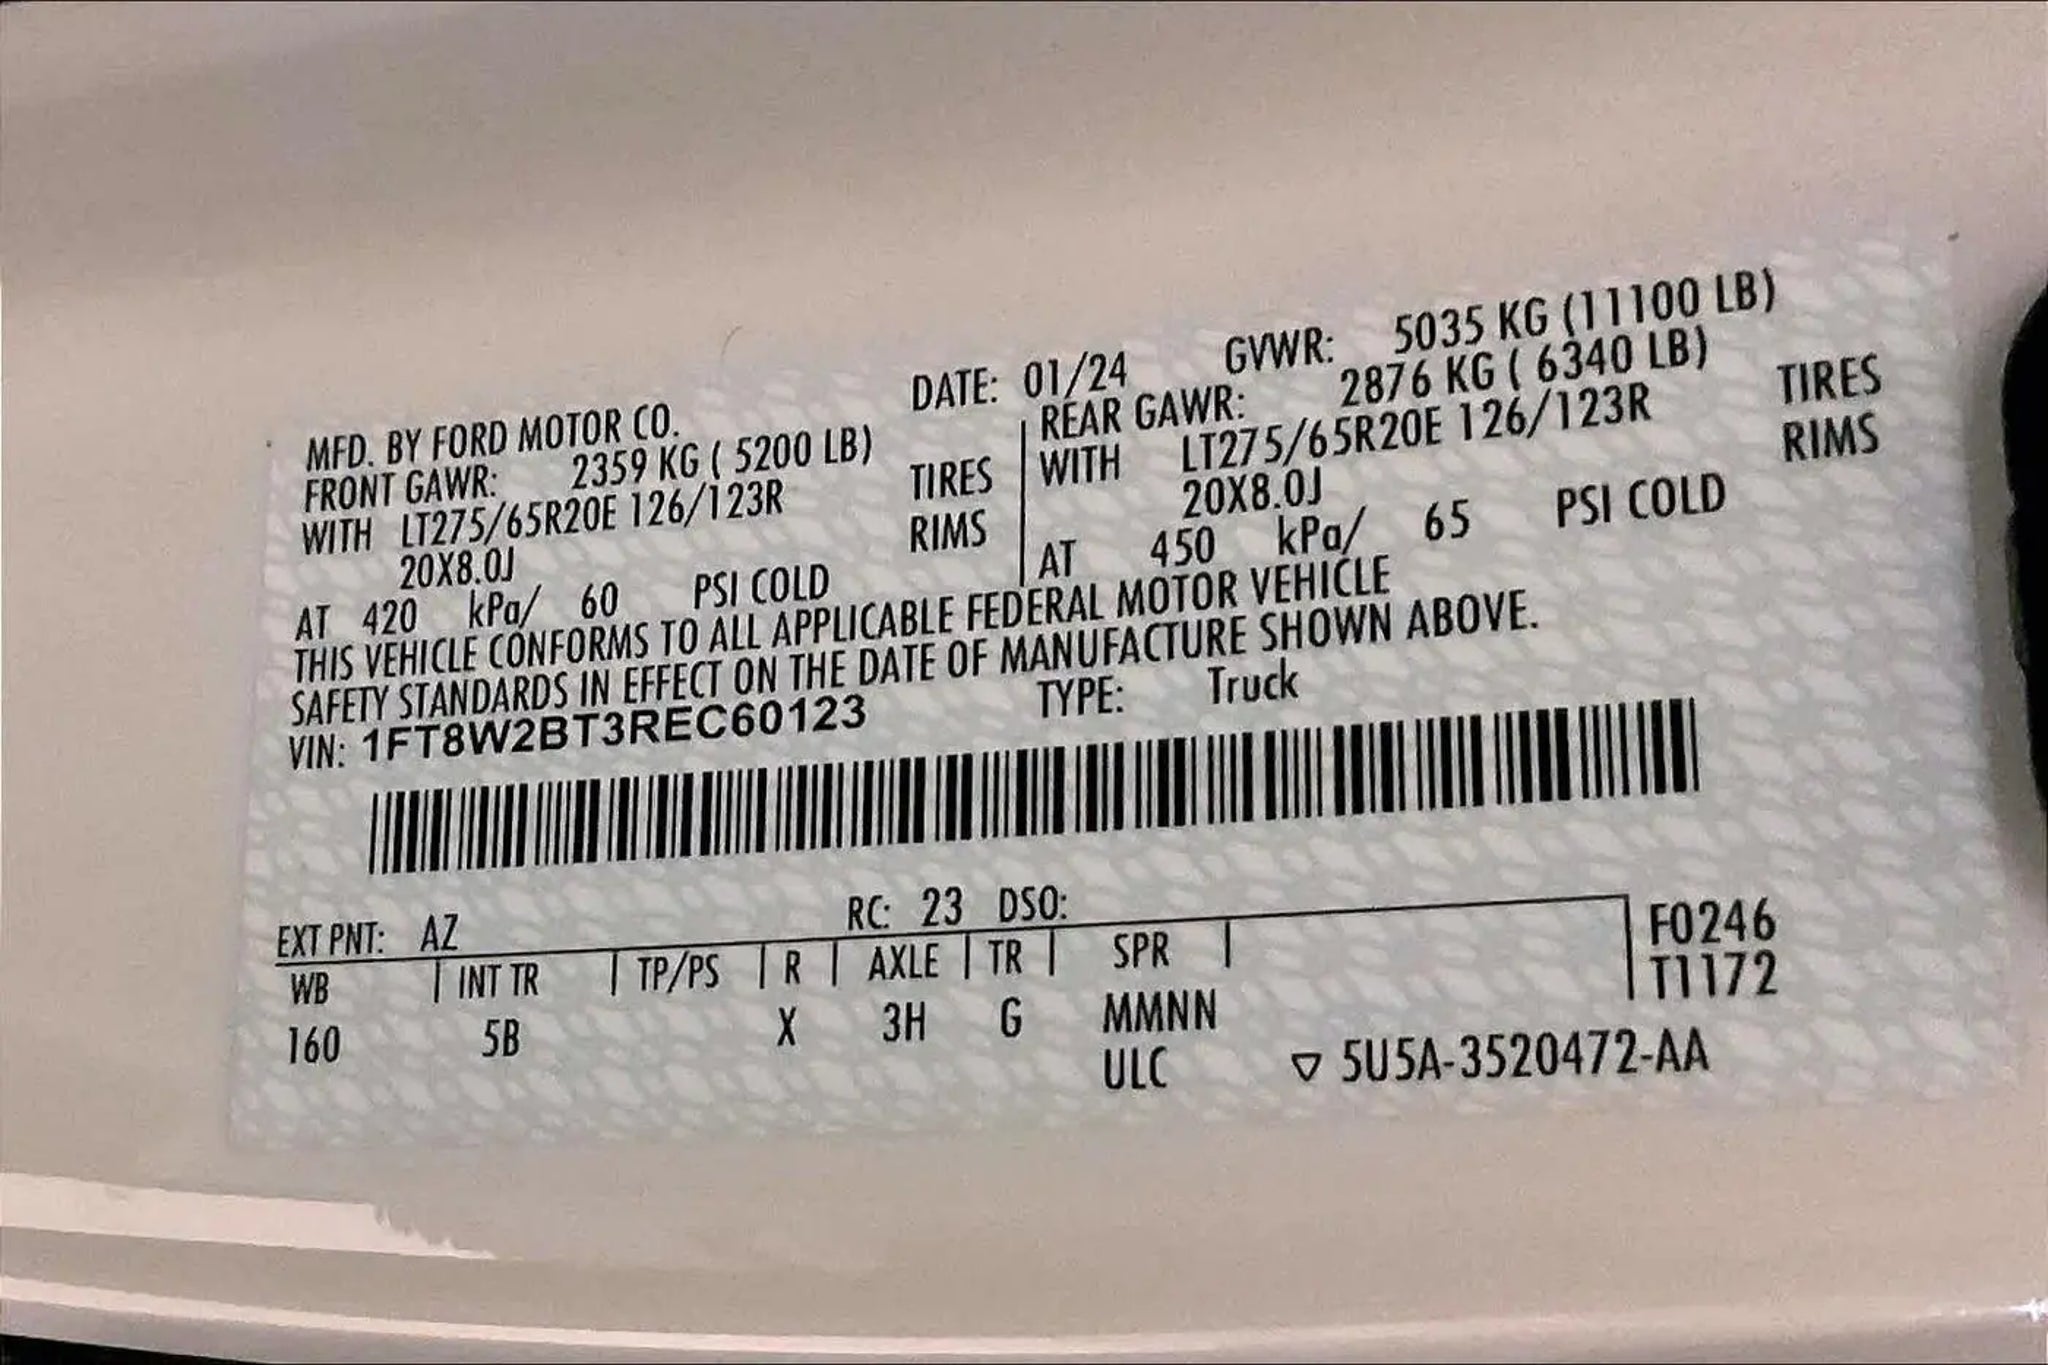 MFD. BY FORD MOTOR CO. DATE: 01/24 GVWR: 5035 KG (11100 LB)
FRONT GAWR: 2359 KG ( 5200 LB) REAR GAWR: 2876 KG ( 6340 LB)
WITH LT275/65R20E 126/123R TIRES WITH LT275/65R20E 126/123R TIRES
20X8.0J RIMS 20X8.0J RIMS
AT 420 kPa/ 60 PSI COLD AT 450 kPa/ 65 PSI COLD
THIS VEHICLE CONFORMS TO ALL APPLICABLE FEDERAL MOTOR VEHICLE
SAFETY STANDARDS IN EFFECT ON THE DATE OF MANUFACTURE SHOWN ABOVE.
VIN: 1FT8W2BT3REC60123 TYPE: Truck
EXT PNT: AZ RC: 23 DSO:
WB INT TR TP/PS R AXLE TR SPR F0246
160 5B X 3H G MMNN T1172
ULC ▽ 5U5A-3520472-AA